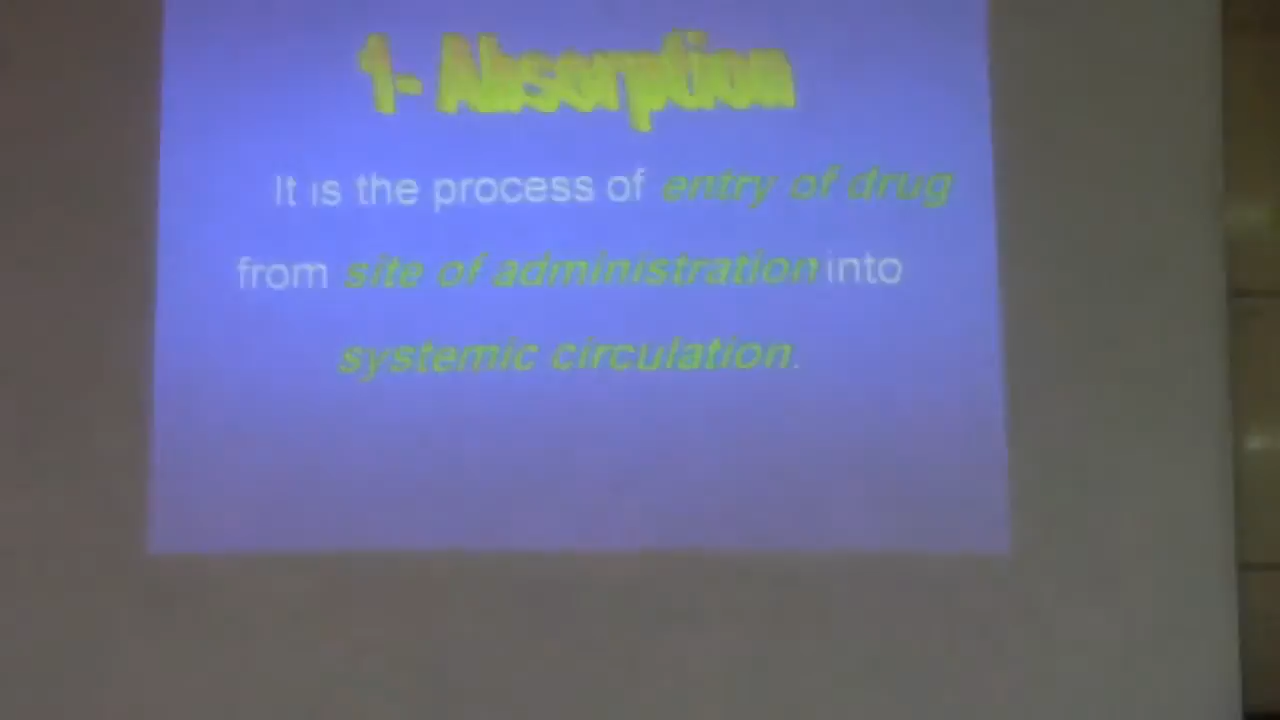 1- Absorption
It is the process of entry of drug
from site of administration into
systemic circulation.